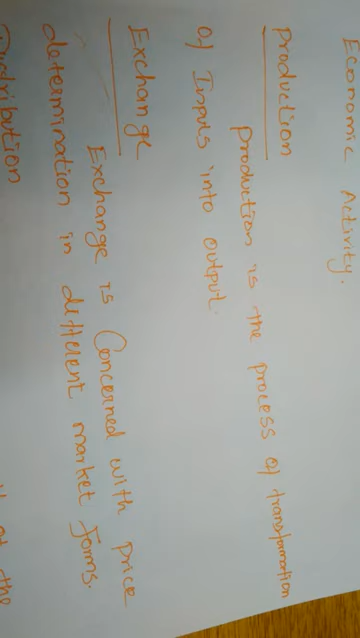 Economic Activity.
Production
Production is the process of transformation
of Inputs into output.
Exchange
Exchange is Concerned with price
determination in different market forms.
Distribution
the